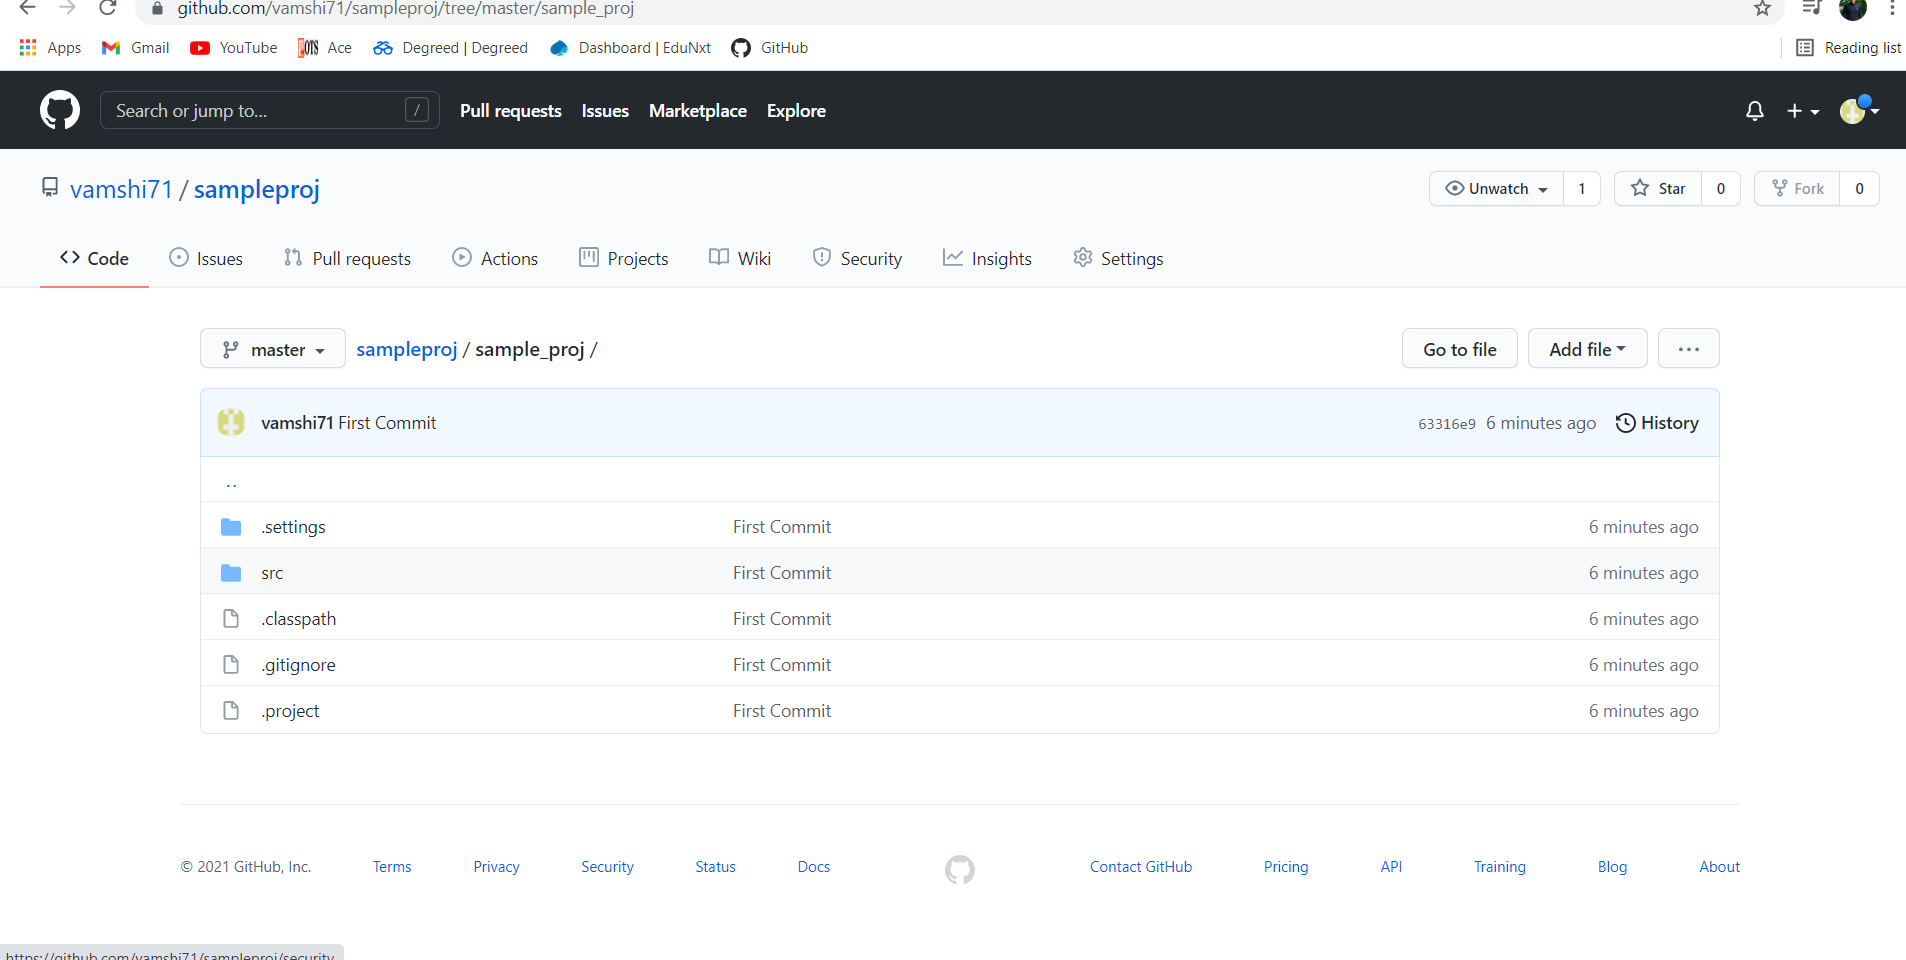 github.com/vamshi71/sampleproj/tree/master/sample_proj
Apps Gmail YouTube Ace Degreed | Degreed Dashboard | EduNxt GitHub Reading list
Search or jump to... / Pull requests Issues Marketplace Explore
vamshi71 / sampleproj Unwatch 1 Star 0 Fork 0
Code Issues Pull requests Actions Projects Wiki Security Insights Settings
master sampleproj / sample_proj / Go to file Add file ...
vamshi71 First Commit 63316e9 6 minutes ago History
..
.settings First Commit 6 minutes ago
src First Commit 6 minutes ago
.classpath First Commit 6 minutes ago
.gitignore First Commit 6 minutes ago
.project First Commit 6 minutes ago
© 2021 GitHub, Inc. Terms Privacy Security Status Docs Contact GitHub Pricing API Training Blog About
https://github.com/vamshi71/sampleproj/security